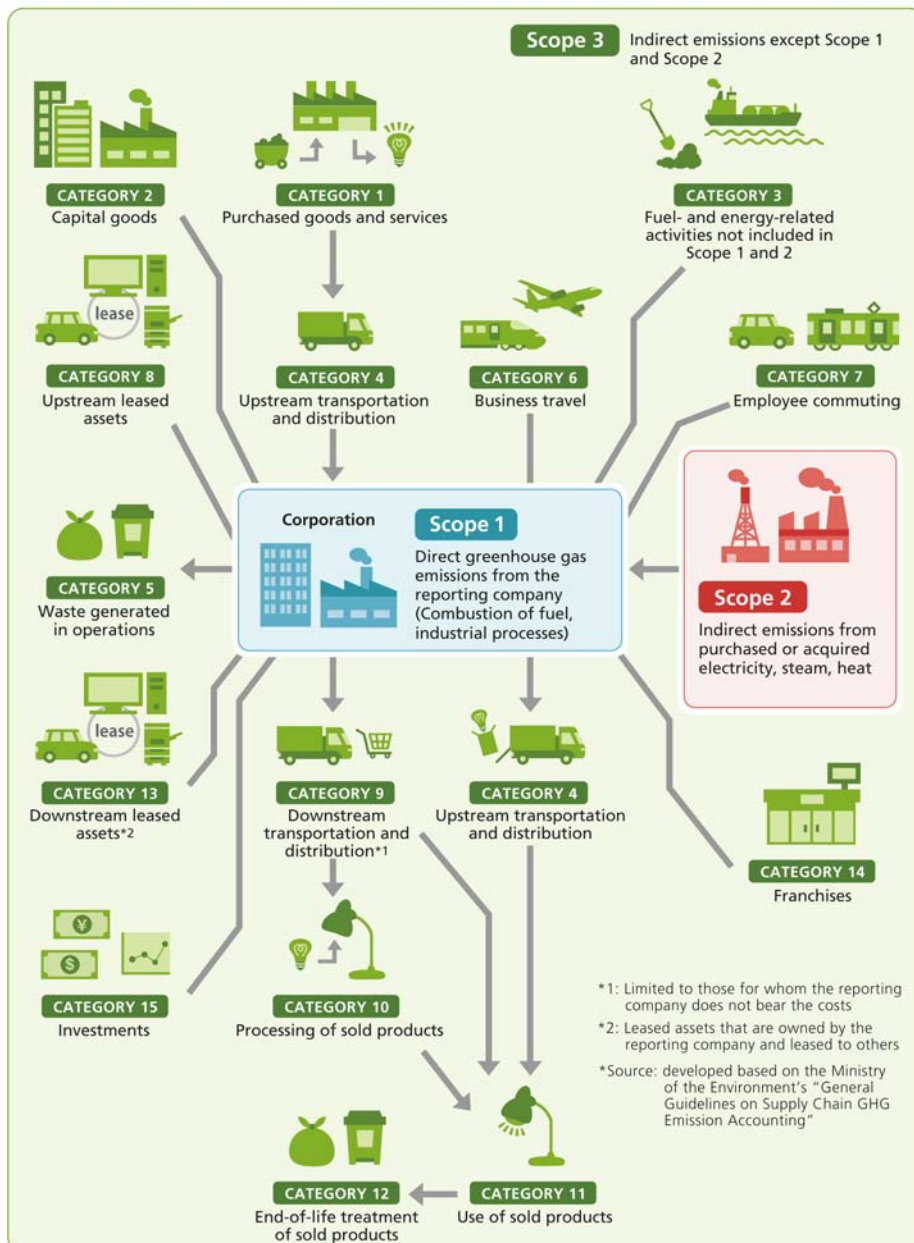 Scope 3
Indirect emissions except Scope 1
and Scope 2
CATEGORY 2
Capital goods
CATEGORY 1
Purchased goods and services
CATEGORY 3
Fuel- and energy-related
activities not included in
Scope 1 and 2
lease
CATEGORY 8
Upstream leased
assets
CATEGORY 4
Upstream transportation
and distribution
CATEGORY 6
Business travel
CATEGORY 7
Employee commuting
Corporation
Scope 1
Direct greenhouse gas
emissions from the
reporting company
(Combustion of fuel,
industrial processes)
Scope 2
Indirect emissions from
purchased or acquired
electricity, steam, heat
CATEGORY 5
Waste generated
in operations
lease
CATEGORY 13
Downstream leased
assets*2
CATEGORY 9
Downstream
transportation and
distribution*1
CATEGORY 4
Upstream transportation
and distribution
CATEGORY 14
Franchises
¥
$
CATEGORY 15
Investments
CATEGORY 10
Processing of sold products
*1: Limited to those for whom the reporting
company does not bear the costs
*2: Leased assets that are owned by the
reporting company and leased to others
*Source: developed based on the Ministry
of the Environment's "General
Guidelines on Supply Chain GHG
Emission Accounting"
CATEGORY 12
End-of-life treatment
of sold products
CATEGORY 11
Use of sold products